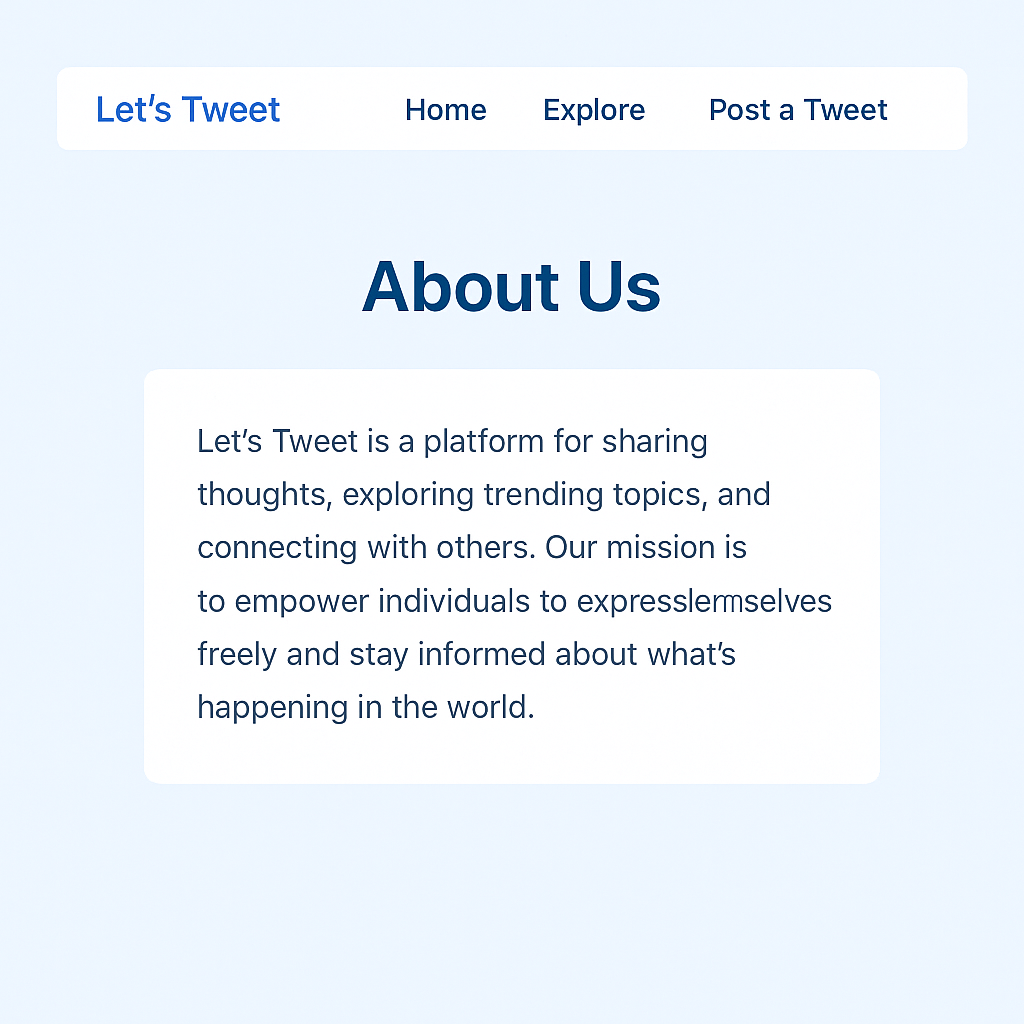 Let’s Tweet
Home Explore Post a Tweet
About Us
Let’s Tweet is a platform for sharing
thoughts, exploring trending topics, and
connecting with others. Our mission is
to empower individuals to expresslermselves
freely and stay informed about what’s
happening in the world.